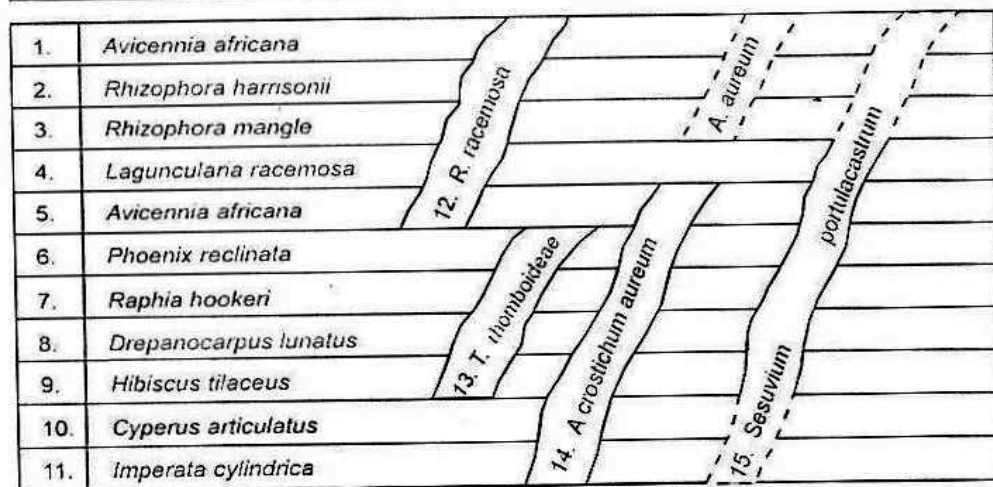 1. Avicennia africana
2. Rhizophora harrisonii
3. Rhizophora mangle
4. Laguncularia racemosa
5. Avicennia africana
6. Phoenix reclinata
7. Raphia hookeri
8. Drepanocarpus lunatus
9. Hibiscus tilaceus
10. Cyperus articulatus
11. Imperata cylindrica
12. R. racemosa
13. T. rhomboideae
14. A crostichum aureum
A. aureum
15. Sesuvium portulacastrum